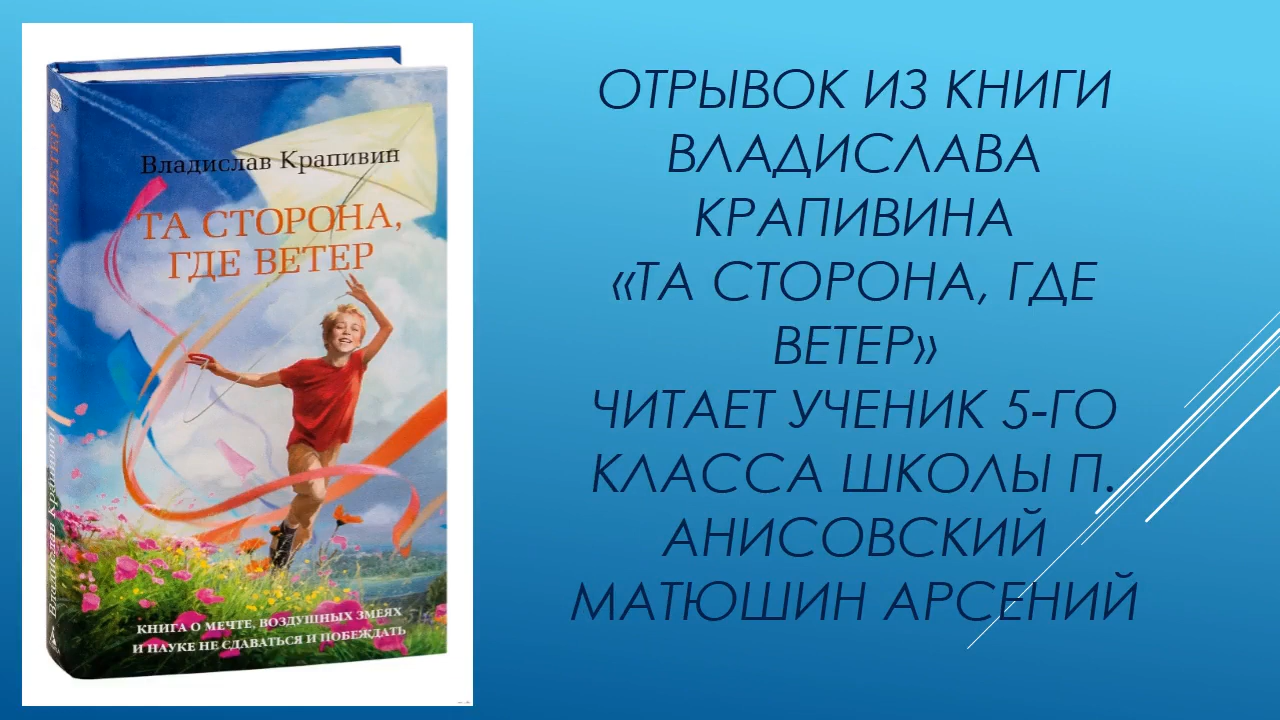 Владислав Крапивин
ТА СТОРОНА,
ГДЕ ВЕТЕР
КНИГА О МЕЧТЕ, ВОЗДУШНЫХ ЗМЕЯХ
И НАУКЕ НЕ СДАВАТЬСЯ И ПОБЕЖДАТЬ
Владислав Крапивин ТА СТОРОНА, ГДЕ ВЕТЕР
ОТРЫВОК ИЗ КНИГИ
ВЛАДИСЛАВА
КРАПИВИНА
«ТА СТОРОНА, ГДЕ
ВЕТЕР»
ЧИТАЕТ УЧЕНИК 5-ГО
КЛАССА ШКОЛЫ П.
АНИСОВСКИЙ
МАТЮШИН АРСЕНИЙ